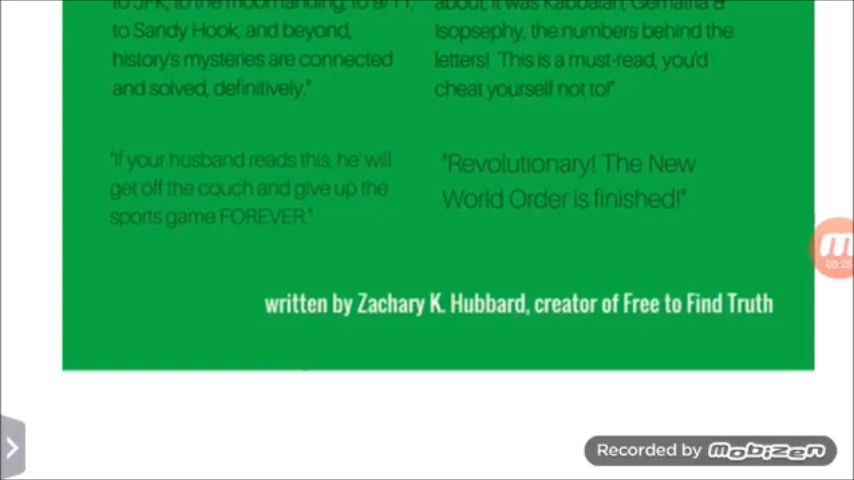 to JFK, to the moon landing, to 9/11,
to Sandy Hook, and beyond,
history's mysteries are connected
and solved, definitively."
about, it was Kabbalah, Gematria &
isopsephy, the numbers behind the
letters! This is a must-read, you'd
cheat yourself not to!"
"If your husband reads this, he' will
get off the couch and give up the
sports game FOREVER."
"Revolutionary! The New
World Order is finished!"
written by Zachary K. Hubbard, creator of Free to Find Truth
00:25
Recorded by mobizen